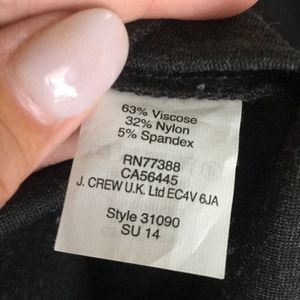 63% Viscose
32% Nylon
5% Spandex
RN77388
CA56445
J. CREW U.K. Ltd EC4V 6JA
Style 31090
SU 14